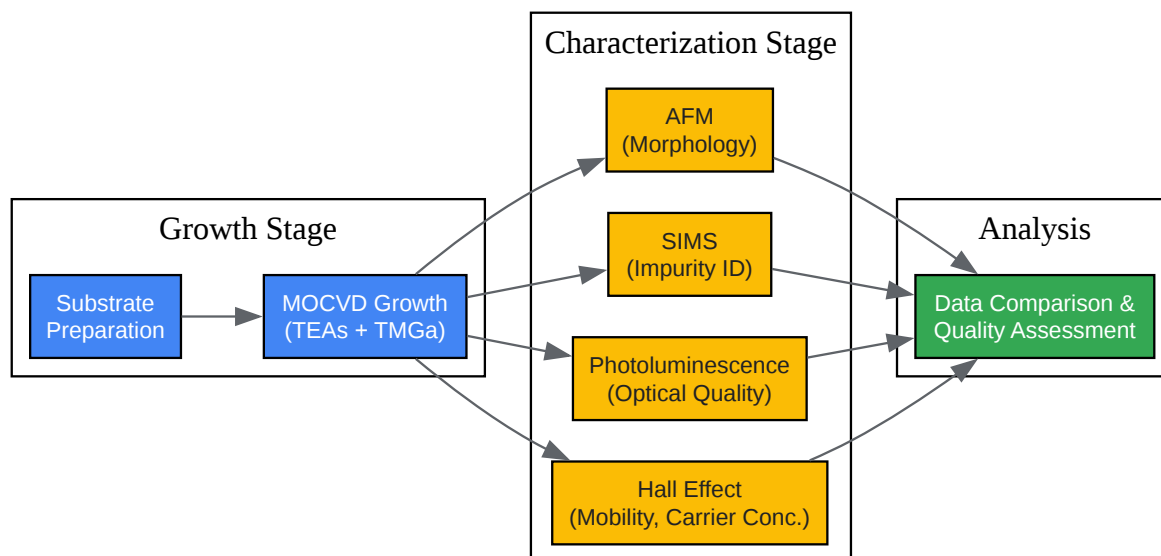 Growth Stage
Substrate
Preparation
MOCVD Growth
(TEAs + TMGa)
Characterization Stage
AFM
(Morphology)
SIMS
(Impurity ID)
Photoluminescence
(Optical Quality)
Hall Effect
(Mobility, Carrier Conc.)
Analysis
Data Comparison &
Quality Assessment